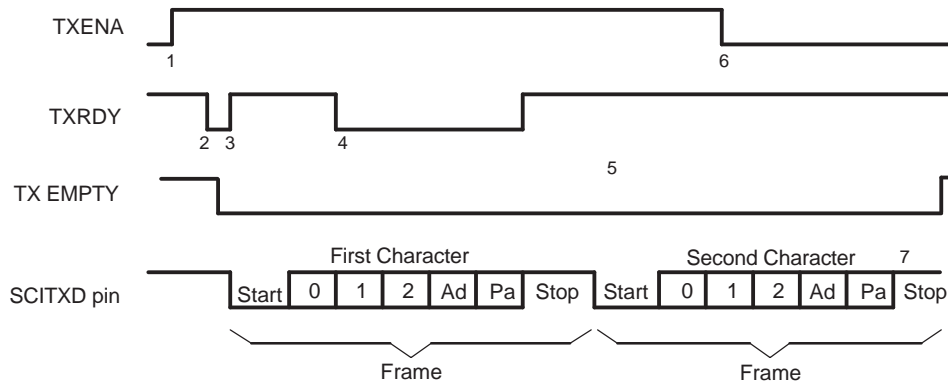 TXENA
1
6
TXRDY
2 3
4
5
TX EMPTY
First Character
Second Character
7
SCITXD pin
Start 0 1 2 Ad Pa Stop Start 0 1 2 Ad Pa Stop
Frame
Frame